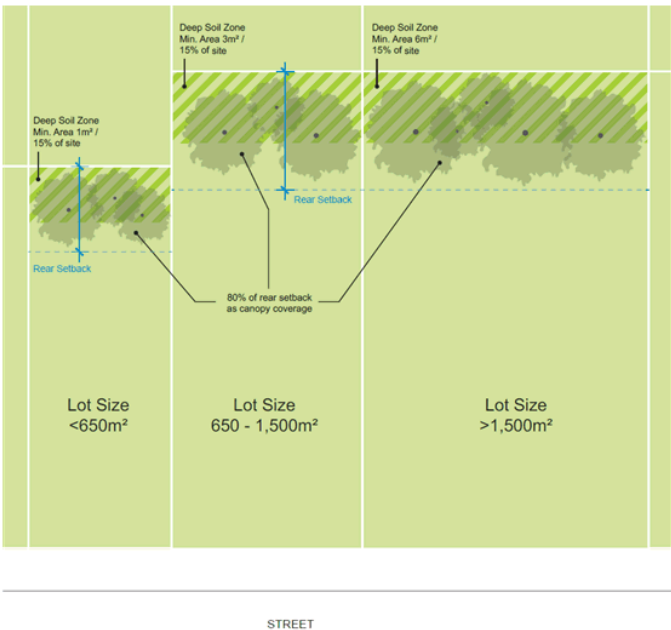 Deep Soil Zone
Min. Area 3m² /
15% of site
Deep Soil Zone
Min. Area 6m² /
15% of site
Deep Soil Zone
Min. Area 1m² /
15% of site
Rear Setback
Rear Setback
80% of rear setback
as canopy coverage
Lot Size
<650m²
Lot Size
650 - 1,500m²
Lot Size
>1,500m²
STREET